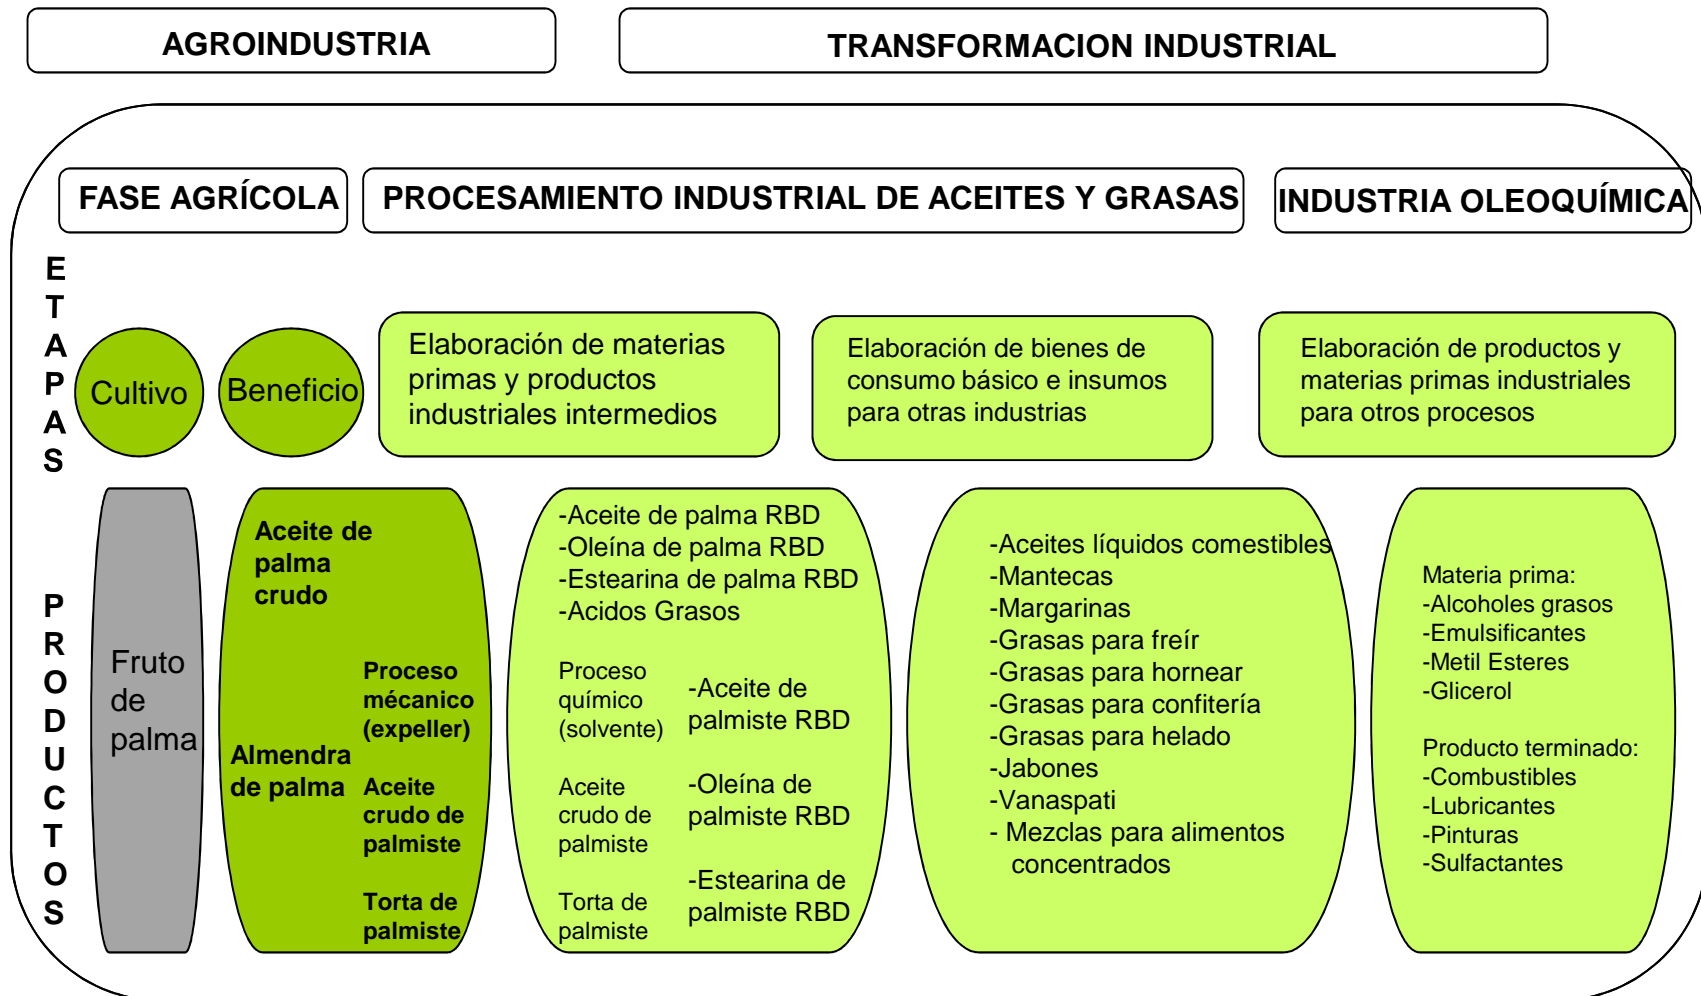 AGROINDUSTRIA
TRANSFORMACION INDUSTRIAL
FASE AGRÍCOLA
PROCESAMIENTO INDUSTRIAL DE ACEITES Y GRASAS
INDUSTRIA OLEOQUÍMICA
E
T
A
P
A
S
Cultivo
Beneficio
Elaboración de materias
primas y productos
industriales intermedios
Elaboración de bienes de
consumo básico e insumos
para otras industrias
Elaboración de productos y
materias primas industriales
para otros procesos
P
R
O
D
U
C
T
O
S
Fruto
de
palma
Aceite de
palma
crudo
Almendra
de palma
Proceso
mécanico
(expeller)
Aceite
crudo de
palmiste
Torta de
palmiste
-Aceite de palma RBD
-Oleína de palma RBD
-Estearina de palma RBD
-Acidos Grasos
Proceso
químico
(solvente)
Aceite
crudo de
palmiste
Torta de
palmiste
-Aceite de
palmiste RBD
-Oleína de
palmiste RBD
-Estearina de
palmiste RBD
-Aceites líquidos comestibles
-Mantecas
-Margarinas
-Grasas para freír
-Grasas para hornear
-Grasas para confitería
-Grasas para helado
-Jabones
-Vanaspati
- Mezclas para alimentos
concentrados
Materia prima:
-Alcoholes grasos
-Emulsificantes
-Metil Esteres
-Glicerol
Producto terminado:
-Combustibles
-Lubricantes
-Pinturas
-Sulfactantes